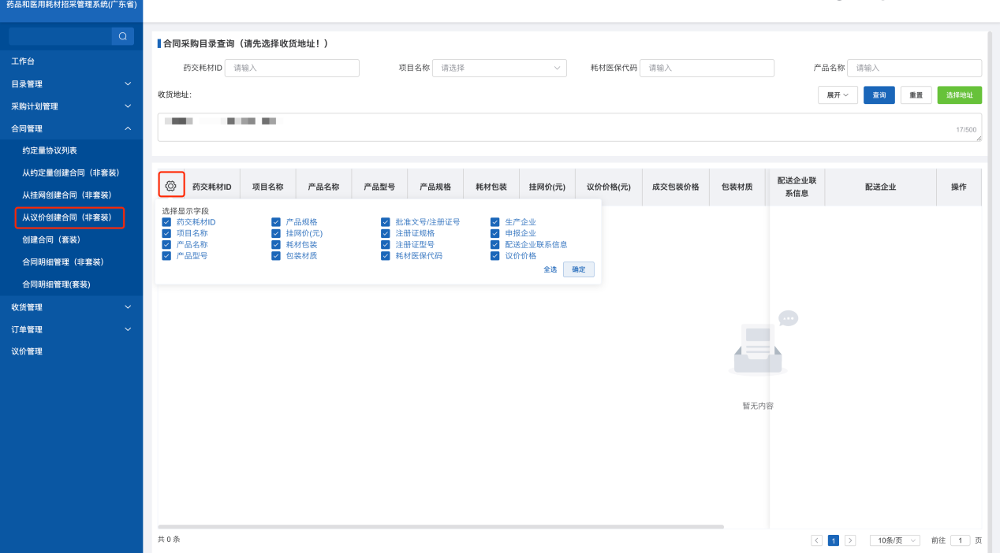 药品和医用耗材招采管理系统(广东省)
工作台
目录管理
采购计划管理
合同管理
约定量协议列表
从约定量创建合同（非套装）
从挂网创建合同（非套装）
从议价创建合同（非套装）
创建合同（套装）
合同明细管理（非套装）
合同明细管理(套装)
收货管理
订单管理
议价管理
合同采购目录查询（请先选择收货地址！）
药交耗材ID 请输入 项目名称 请选择 耗材医保代码 请输入 产品名称 请输入
收货地址: 展开 查询 重置 选择地址
17/500
药交耗材ID 项目名称 产品名称 产品型号 产品规格 耗材包装 挂网价(元) 议价价格(元) 成交包装价格 包装材质 配送企业联系信息 配送企业 操作
选择显示字段
药交耗材ID 产品规格 批准文号/注册证号 生产企业
项目名称 挂网价(元) 注册证规格 申报企业
产品名称 耗材包装 注册证型号 配送企业联系信息
产品型号 包装材质 耗材医保代码 议价价格
全选 确定
暂无内容
共 0 条 1 10条/页 前往 1 页